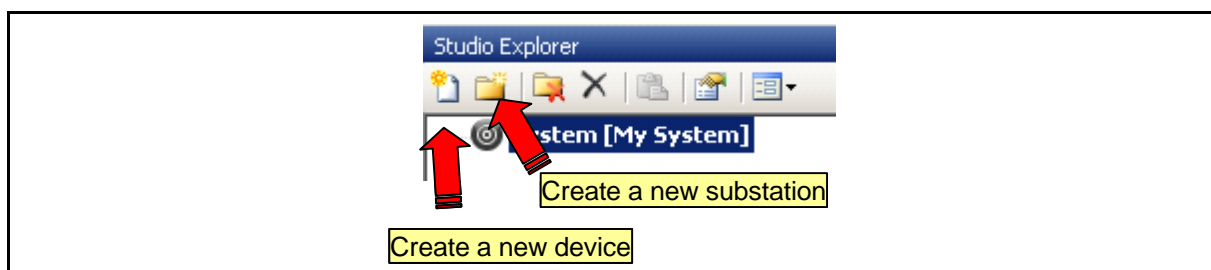 Studio Explorer
ystem [My System]
Create a new substation
Create a new device